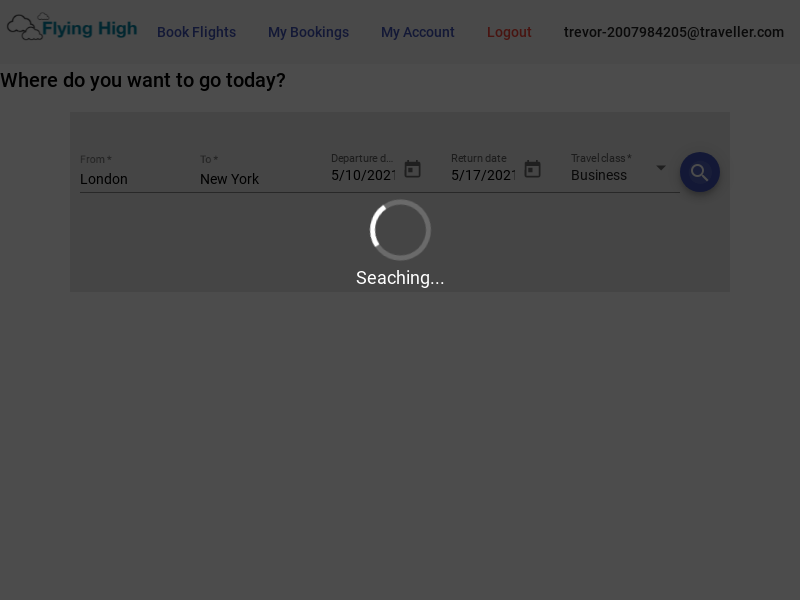 Flying High
Book Flights
My Bookings
My Account
Logout
trevor-2007984205@traveller.com
Where do you want to go today?
From *
London
To *
New York
Departure d...
5/10/2021
Return date
5/17/2021
Travel class *
Business
Seaching...